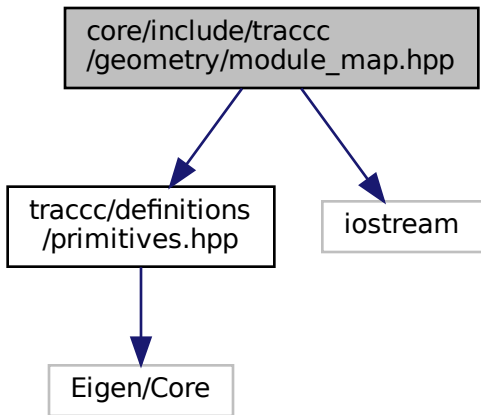 core/include/traccc
/geometry/module_map.hpp
traccc/definitions
/primitives.hpp
iostream
Eigen/Core